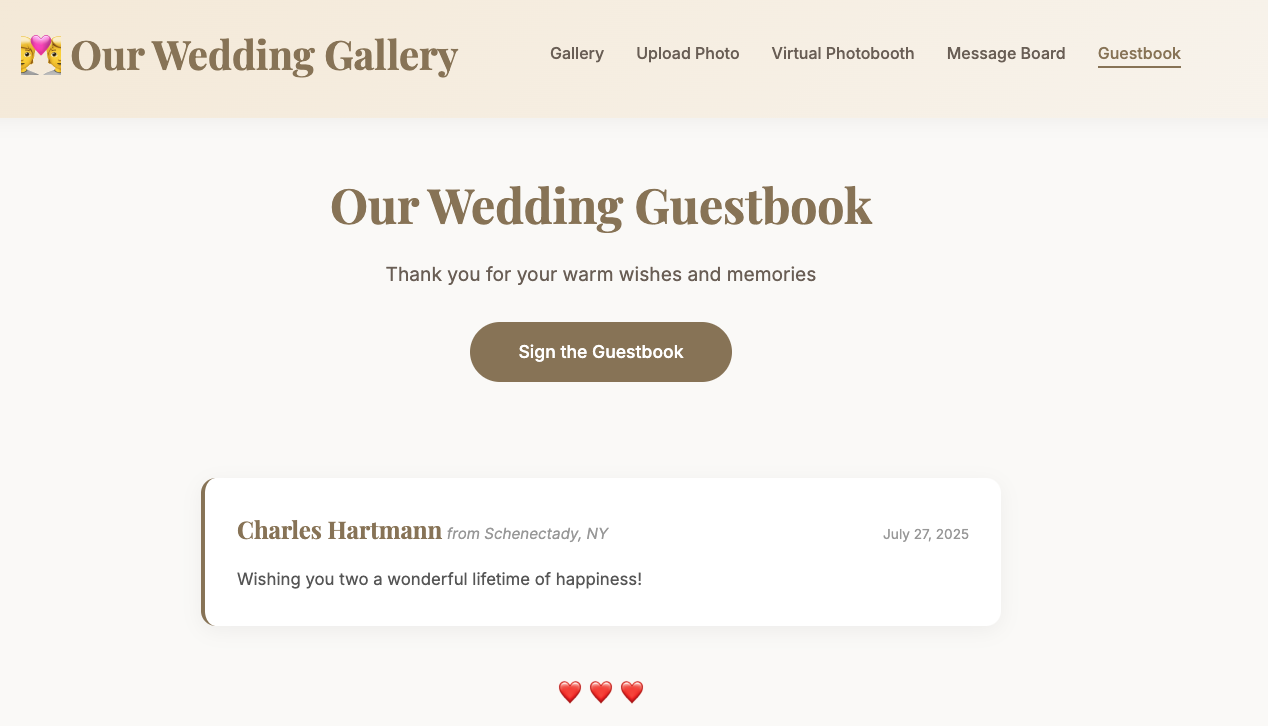 Our Wedding Gallery
Gallery Upload Photo Virtual Photobooth Message Board Guestbook
Our Wedding Guestbook
Thank you for your warm wishes and memories
Sign the Guestbook
Charles Hartmann from Schenectady, NY July 27, 2025
Wishing you two a wonderful lifetime of happiness!